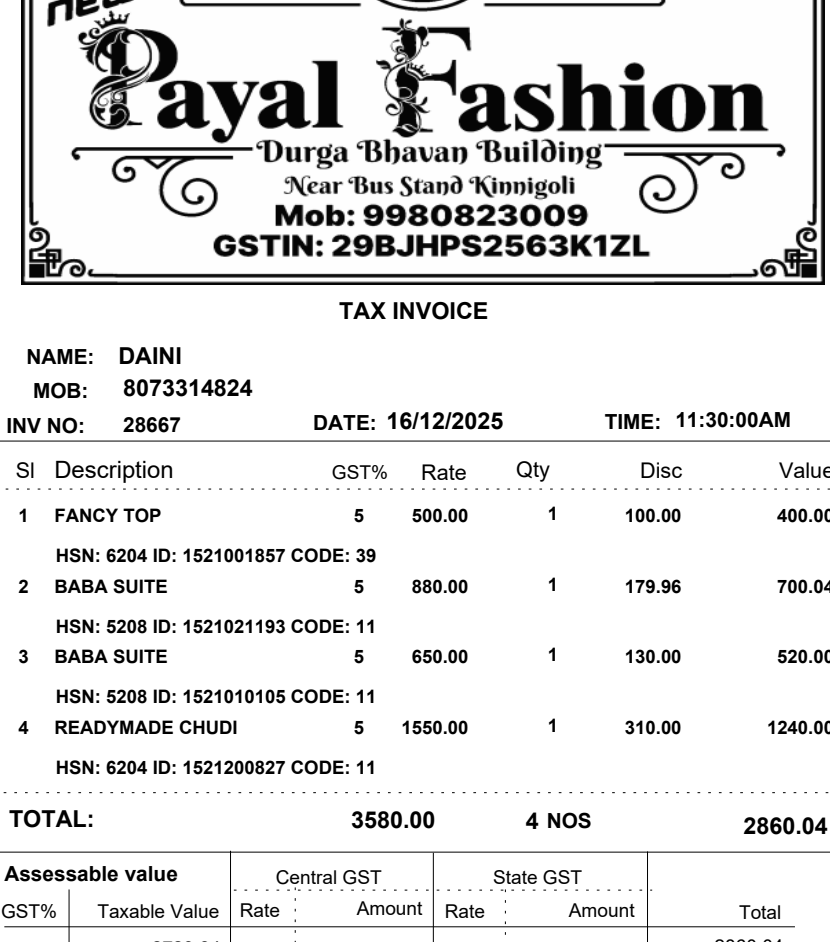 new
Payal Fashion
Durga Bhavan Building
Near Bus Stand Kinnigoli
Mob: 9980823009
GSTIN: 29BJHPS2563K1ZL
TAX INVOICE
NAME: DAINI
MOB: 8073314824
INV NO: 28667 DATE: 16/12/2025 TIME: 11:30:00AM
Sl Description GST% Rate Qty Disc Value
1 FANCY TOP 5 500.00 1 100.00 400.00
HSN: 6204 ID: 1521001857 CODE: 39
2 BABA SUITE 5 880.00 1 179.96 700.04
HSN: 5208 ID: 1521021193 CODE: 11
3 BABA SUITE 5 650.00 1 130.00 520.00
HSN: 5208 ID: 1521010105 CODE: 11
4 READYMADE CHUDI 5 1550.00 1 310.00 1240.00
HSN: 6204 ID: 1521200827 CODE: 11
TOTAL: 3580.00 4 NOS 2860.04
Assessable value Central GST State GST
GST% Taxable Value Rate Amount Rate Amount Total